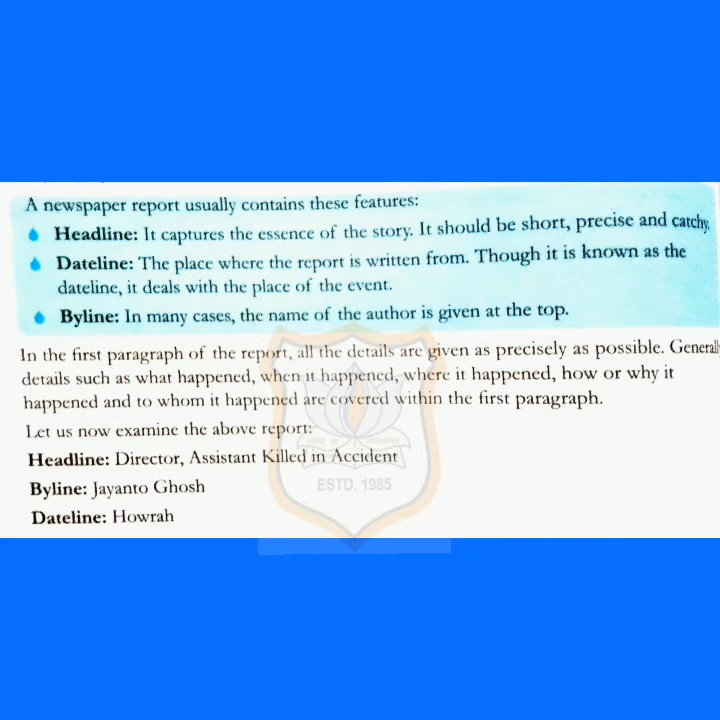 A newspaper report usually contains these features:
Headline: It captures the essence of the story. It should be short, precise and catchy.
Dateline: The place where the report is written from. Though it is known as the
dateline, it deals with the place of the event.
Byline: In many cases, the name of the author is given at the top.
In the first paragraph of the report, all the details are given as precisely as possible. Generall
details such as what happened, when it happened, where it happened, how or why it
happened and to whom it happened are covered within the first paragraph.
Let us now examine the above report:
Headline: Director, Assistant Killed in Accident
Byline: Jayanto Ghosh
ESTD. 1985
Dateline: Howrah